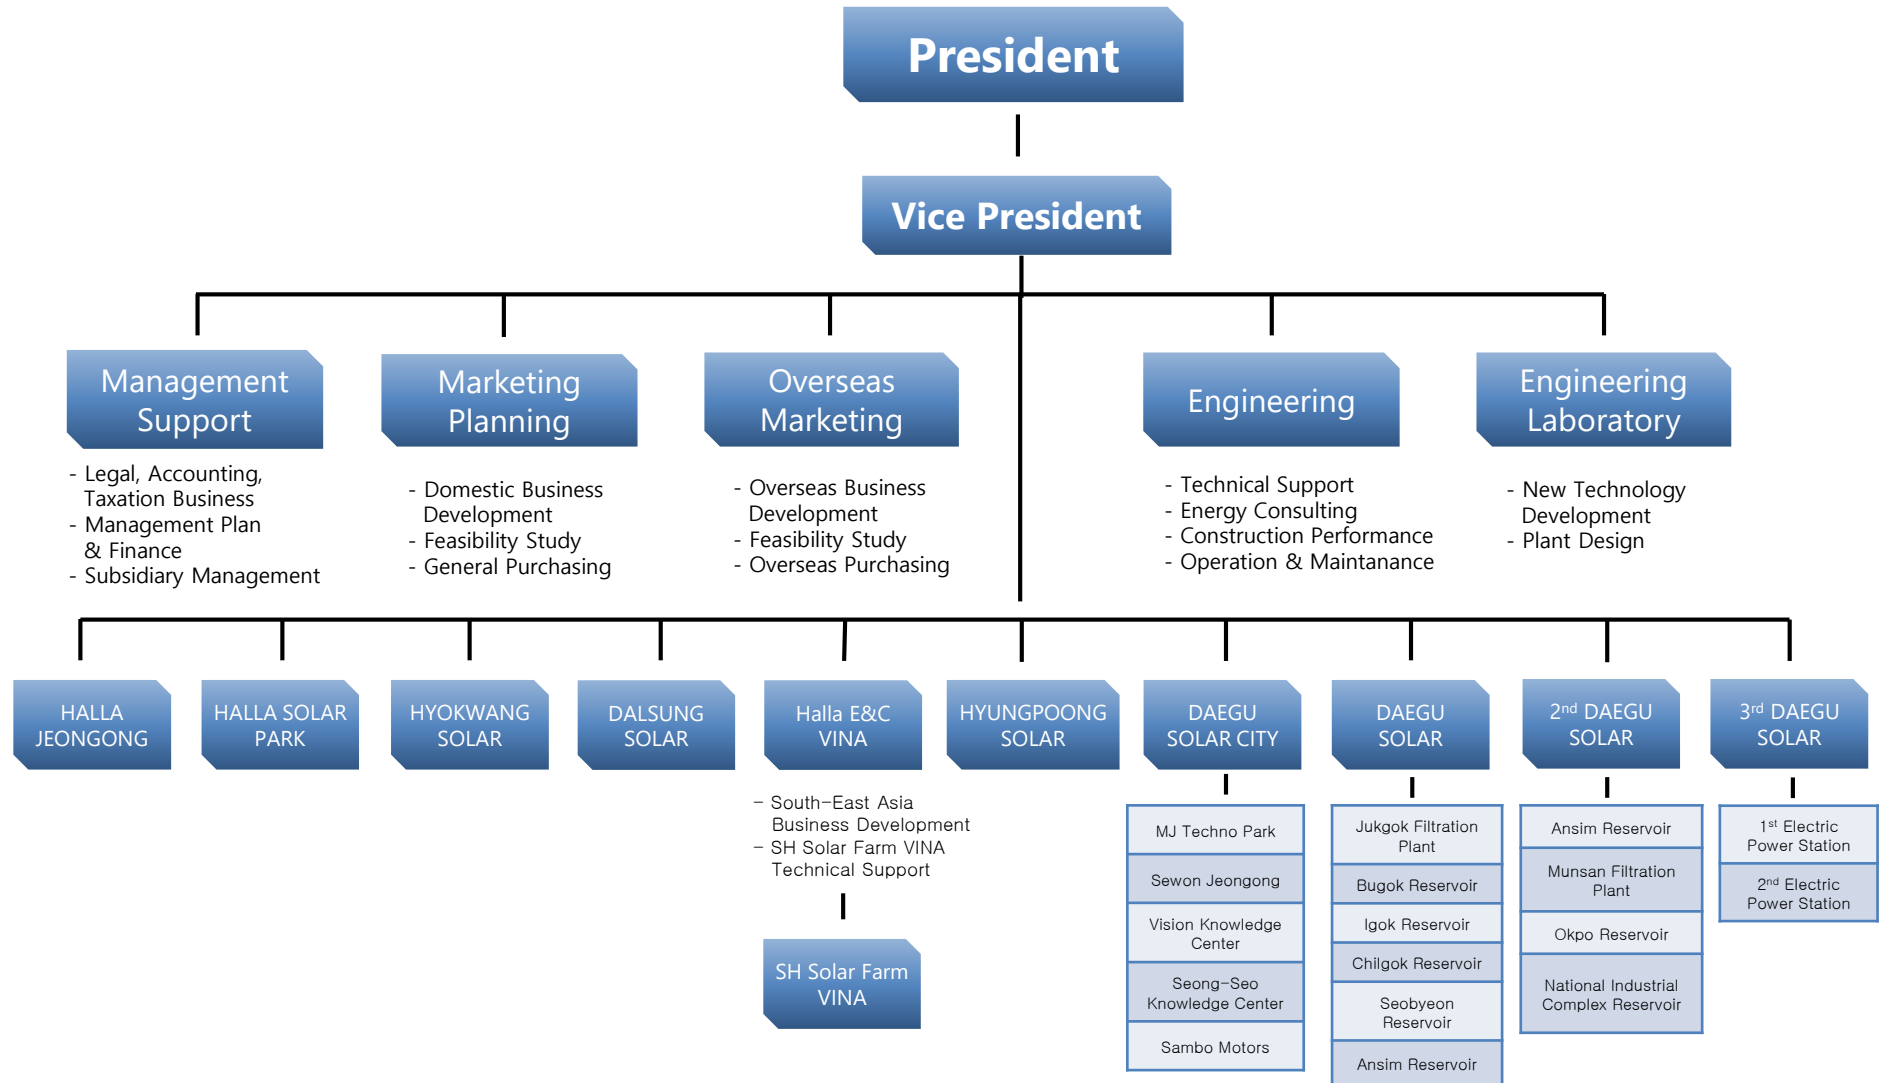 President
Vice President
Management
Support
Marketing
Planning
Overseas
Marketing
Engineering
Engineering
Laboratory
- Legal, Accounting,
Taxation Business
- Management Plan
& Finance
- Subsidiary Management
- Domestic Business
Development
- Feasibility Study
- General Purchasing
- Overseas Business
Development
- Feasibility Study
- Overseas Purchasing
- Technical Support
- Energy Consulting
- Construction Performance
- Operation & Maintanance
- New Technology
Development
- Plant Design
HALLA
JEONGONG
HALLA SOLAR
PARK
HYOKWANG
SOLAR
DALSUNG
SOLAR
Halla E&C
VINA
HYUNGPOONG
SOLAR
DAEGU
SOLAR CITY
DAEGU
SOLAR
2nd DAEGU
SOLAR
3rd DAEGU
SOLAR
- South-East Asia
Business Development
- SH Solar Farm VINA
Technical Support
SH Solar Farm
VINA
MJ Techno Park
Sewon Jeongong
Vision Knowledge
Center
Seong-Seo
Knowledge Center
Sambo Motors
Jukgok Filtration
Plant
Bugok Reservoir
Igok Reservoir
Chilgok Reservoir
Seobyeon
Reservoir
Ansim Reservoir
Ansim Reservoir
Munsan Filtration
Plant
Okpo Reservoir
National Industrial
Complex Reservoir
1st Electric
Power Station
2nd Electric
Power Station